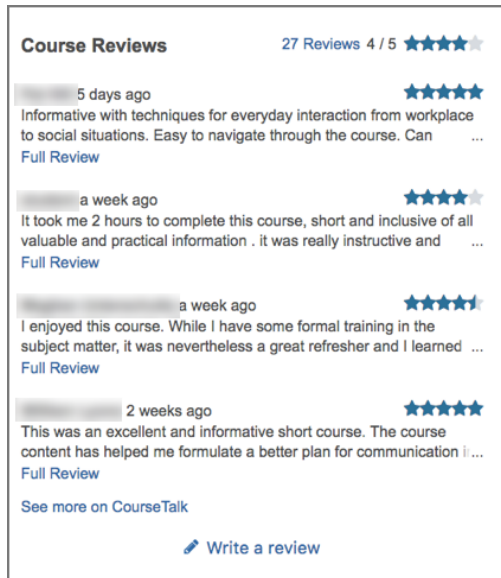 Course Reviews 27 Reviews 4 / 5
5 days ago
Informative with techniques for everyday interaction from workplace
to social situations. Easy to navigate through the course. Can ...
Full Review
a week ago
It took me 2 hours to complete this course, short and inclusive of all
valuable and practical information . it was really instructive and ...
Full Review
a week ago
I enjoyed this course. While I have some formal training in the
subject matter, it was nevertheless a great refresher and I learned ...
Full Review
2 weeks ago
This was an excellent and informative short course. The course
content has helped me formulate a better plan for communication i...
Full Review
See more on CourseTalk
Write a review